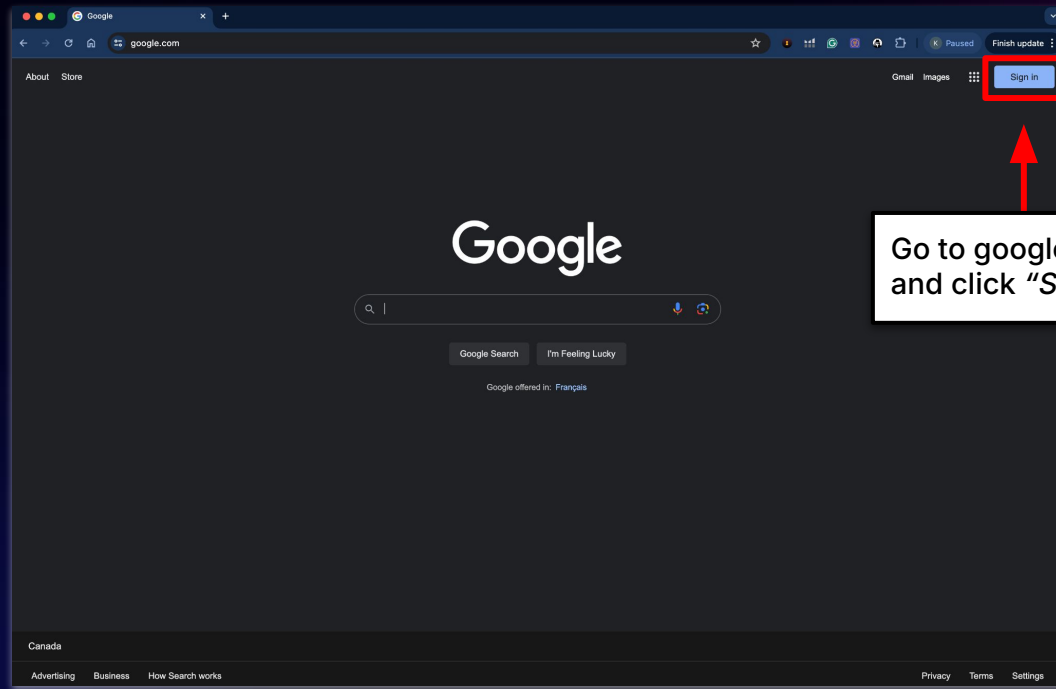 Google
google.com
K Paused Finish update
About Store Gmail Images Sign in
Google
Go to
and click
Google Search I'm Feeling Lucky
Google offered in: Français
Canada
Advertising Business How Search works Privacy Terms Settings